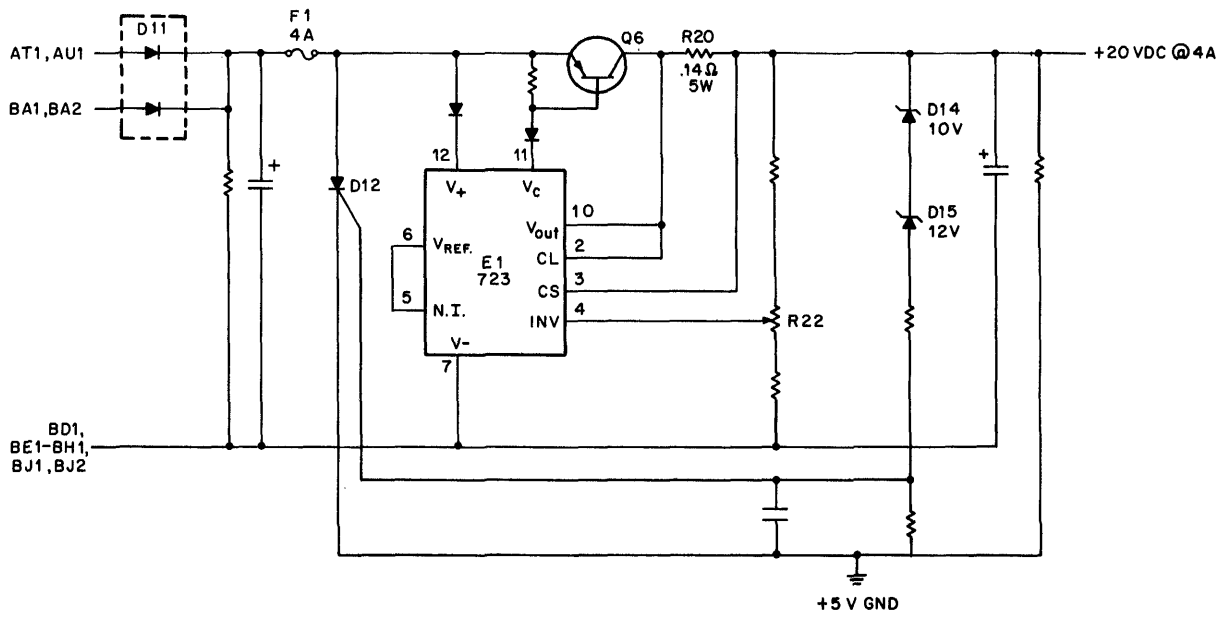 D11
F1
4A
Q6
R20
.14Ω
5W
AT1, AU1
+20 VDC @ 4A
BA1, BA2
D14
10V
12
11
V+
VC
D12
10
Vout
6
VREF.
2
CL
E1
723
3
CS
5
N.I.
4
INV
R22
V-
7
D15
12V
+
+
BD1,
BE1-BH1,
BJ1, BJ2
+5 V GND